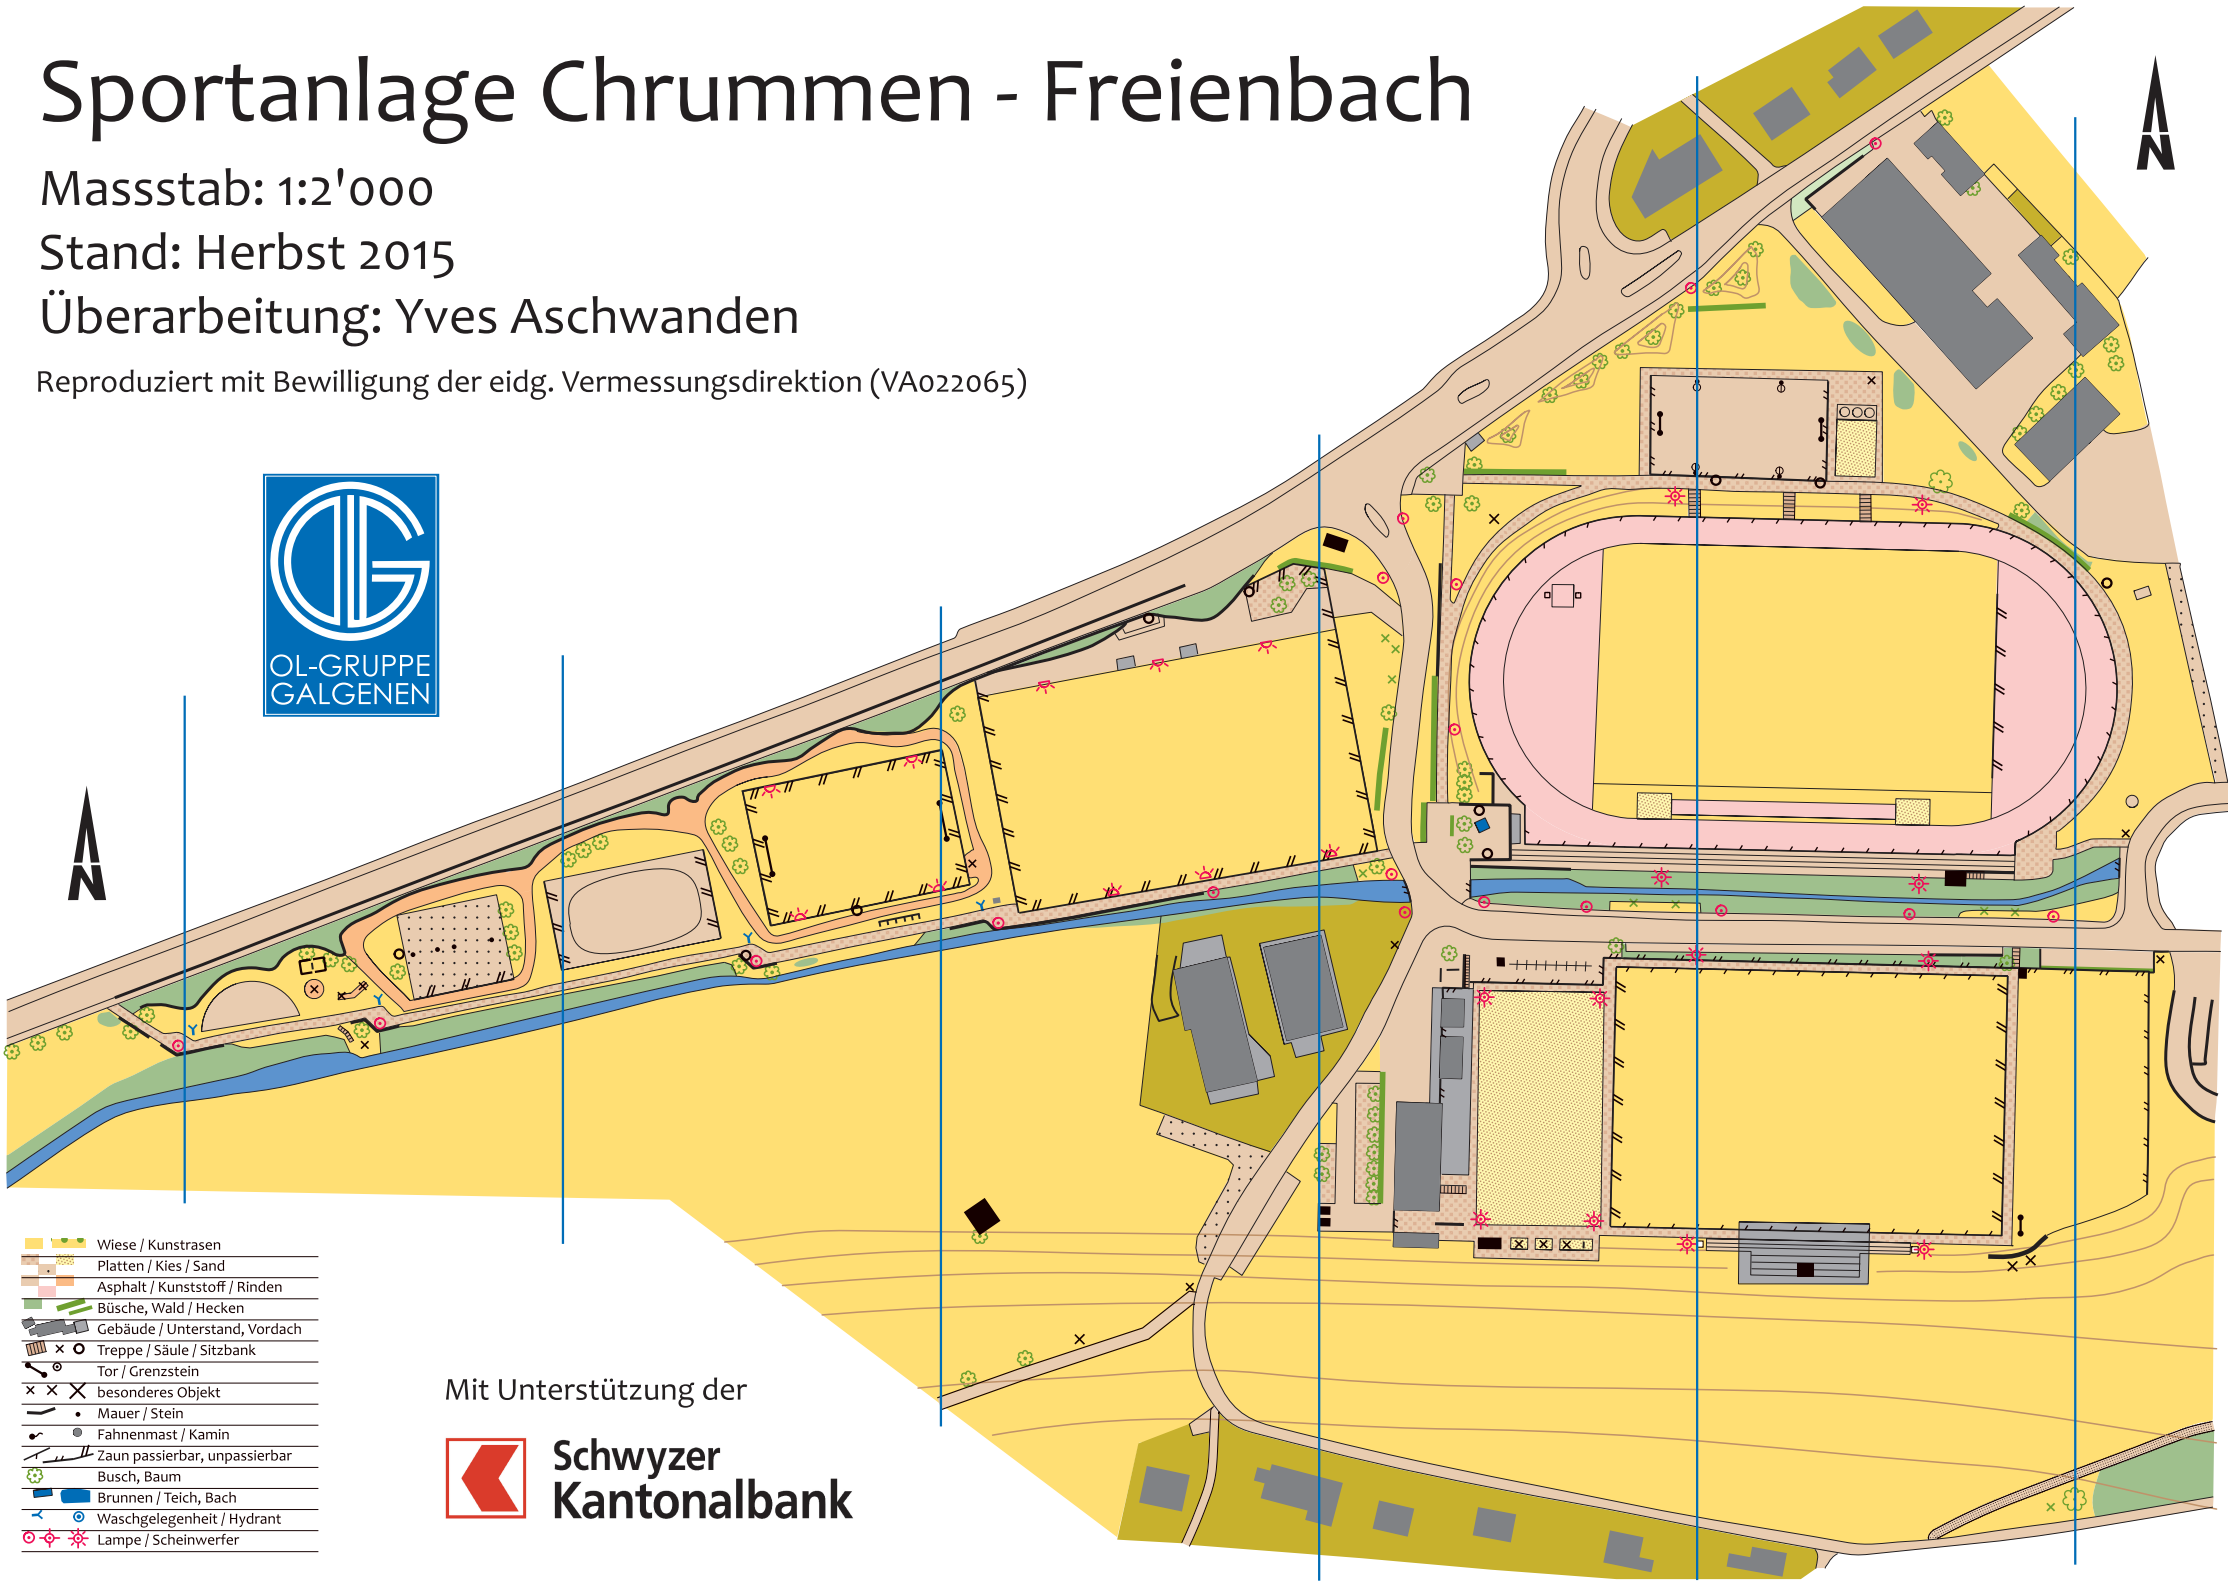 Sportanlage Chrummen - Freienbach
Massstab: 1:2'000
Stand: Herbst 2015
Überarbeitung: Yves Aschwanden
Reproduziert mit Bewilligung der eidg. Vermessungsdirektion (VA022065)
N
OL-GRUPPE
GALGENEN
N
Wiese / Kunstrasen
Platten / Kies / Sand
Asphalt / Kunststoff / Rinden
Büsche, Wald / Hecken
Gebäude / Unterstand, Vordach
Treppe / Säule / Sitzbank
Tor / Grenzstein
besonderes Objekt
Mauer / Stein
Fahnenmast / Kamin
Zaun passierbar, unpassierbar
Busch, Baum
Brunnen / Teich, Bach
Waschgelegenheit / Hydrant
Lampe / Scheinwerfer
Mit Unterstützung der
Schwyzer
Kantonalbank